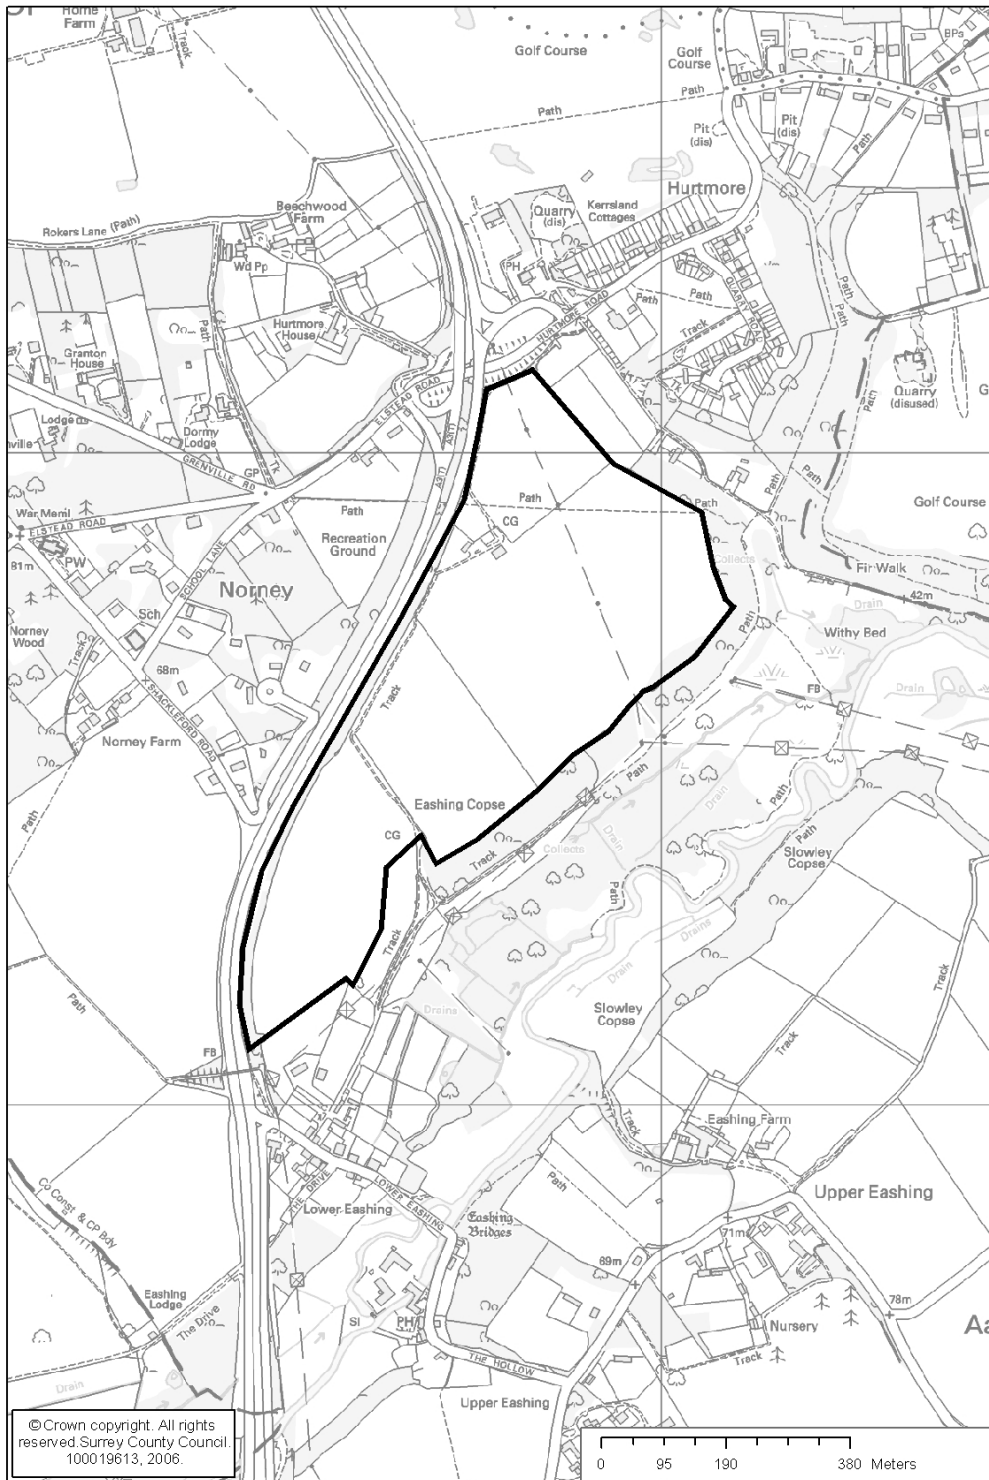 Home
Farm
Track
Golf Course
Golf
Course
BPs
Path
Path
Pit
(dis)
Pit
(dis)
Path
Hurtmore
Beechwood
Farm
Quarry
(dis)
Kerrsland
Cottages
Rokers Lane (Path)
Wd Pp
PH
HURTMORE ROAD
Path
Path
QUARRY ROAD
Path
Path
Path
Hurtmore
House
Track
Granton
House
ELSTEAD ROAD
A3(T)
Tk
Quarry
(disused)
Path
Lodge
Dormy
Lodge
GRENVILLE RD
Tk
GP
A3(T)
Path
Path
Golf Course
War Meml
ELSTEAD ROAD
Path
Path
CG
Path
Recreation
Ground
PW
81m
SCHOOL LANE
Norney
Collects
Fir Walk
42m
Drain
Sch
Norney
Wood
Track
68m
Path
Withy Bed
SHACKLEFORD ROAD
Track
FB
Drain
Norney Farm
Path
Path
Path
Eashing Copse
Drain
Path
CG
Track
Collects
Drain
Slowley
Copse
Path
Drains
Track
Track
Path
Drain
Drains
Slowley
Copse
Track
FB
Track
Eashing Farm
Path
Upper Eashing
THE DRIVE
LOWER EASHING
Lower Eashing
Eashing
Bridges
71m
Co Const & CP Bdy
69m
Eashing
Lodge
The Drive
78m
SI
PH
Nursery
THE HOLLOW
Track
Drain
Upper Eashing
© Crown copyright. All rights
reserved. Surrey County Council.
100019613, 2006.
0 95 190 380 Meters